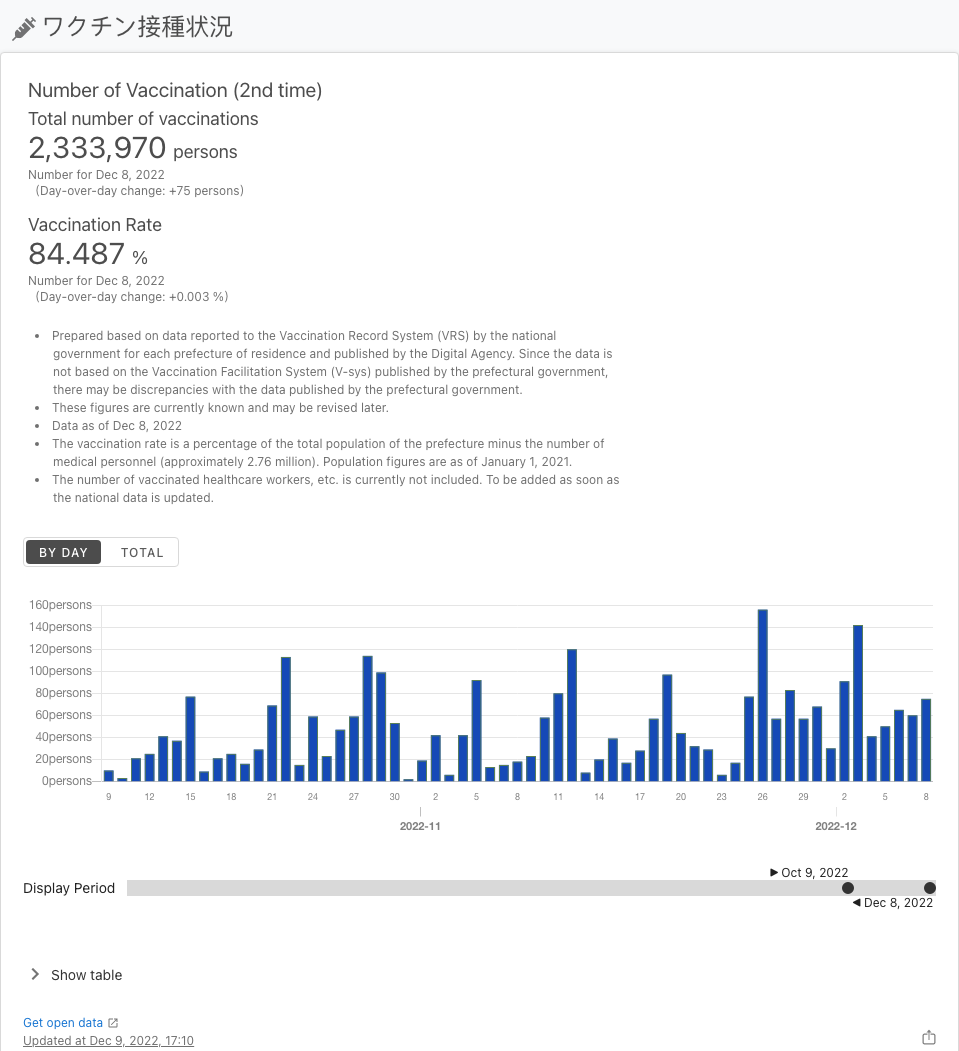 ワクチン接種状況
Number of Vaccination (2nd time)
Total number of vaccinations
2,333,970 persons
Number for Dec 8, 2022
(Day-over-day change: +75 persons)
Vaccination Rate
84.487 %
Number for Dec 8, 2022
(Day-over-day change: +0.003 %)
• Prepared based on data reported to the Vaccination Record System (VRS) by the national
government for each prefecture of residence and published by the Digital Agency. Since the data is
not based on the Vaccination Facilitation System (V-sys) published by the prefectural government,
there may be discrepancies with the data published by the prefectural government.
• These figures are currently known and may be revised later.
• Data as of Dec 8, 2022
• The vaccination rate is a percentage of the total population of the prefecture minus the number of
medical personnel (approximately 2.76 million). Population figures are as of January 1, 2021.
• The number of vaccinated healthcare workers, etc. is currently not included. To be added as soon as
the national data is updated.
BY DAY TOTAL
160persons
140persons
120persons
100persons
80persons
60persons
40persons
20persons
0persons
9 12 15 18 21 24 27 30 2 5 8 11 14 17 20 23 26 29 2 5 8
2022-11 2022-12
Oct 9, 2022
Display Period
Dec 8, 2022
Show table
Get open data
Updated at Dec 9, 2022, 17:10